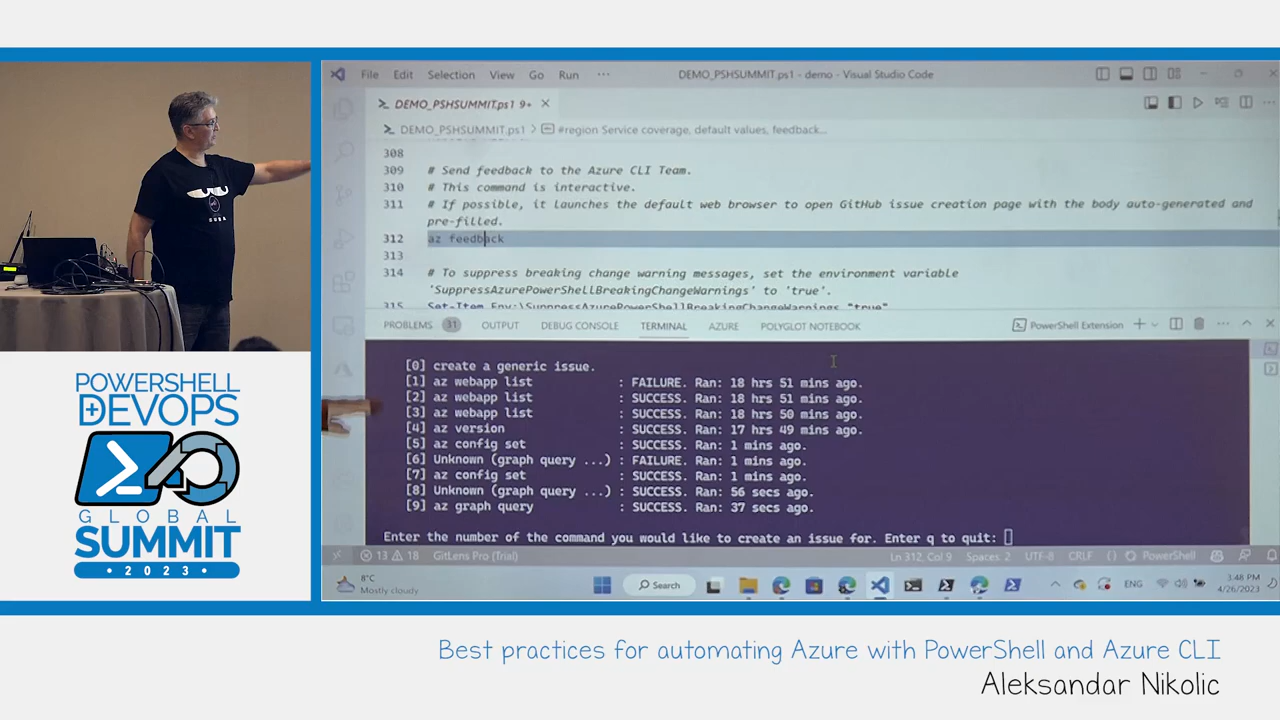 File Edit Selection View Go Run ··· DEMO_PSHSUMMIT.ps1 - demo - Visual Studio Code
DEMO_PSHSUMMIT.ps1 9+
DEMO_PSHSUMMIT.ps1 > #region Service coverage, default values, feedback...
308
309 # Send feedback to the Azure CLI Team.
310 # This command is interactive.
311 # If possible, it launches the default web browser to open GitHub issue creation page with the body auto-generated and
pre-filled.
312 az feedback
313
314 # To suppress breaking change warning messages, set the environment variable
'SuppressAzurePowerShellBreakingChangeWarnings' to 'true'.
315 Set-Item Env:\SuppressAzurePowerShellBreakingChangeWarnings "true"
PROBLEMS 31 OUTPUT DEBUG CONSOLE TERMINAL AZURE POLYGLOT NOTEBOOK PowerShell Extension
[0] create a generic issue.
[1] az webapp list : FAILURE. Ran: 18 hrs 51 mins ago.
[2] az webapp list : SUCCESS. Ran: 18 hrs 51 mins ago.
[3] az webapp list : SUCCESS. Ran: 18 hrs 50 mins ago.
[4] az version : SUCCESS. Ran: 17 hrs 49 mins ago.
[5] az config set : SUCCESS. Ran: 1 mins ago.
[6] Unknown (graph query ...) : FAILURE. Ran: 1 mins ago.
[7] az config set : SUCCESS. Ran: 1 mins ago.
[8] Unknown (graph query ...) : SUCCESS. Ran: 56 secs ago.
[9] az graph query : SUCCESS. Ran: 37 secs ago.
Enter the number of the command you would like to create an issue for. Enter q to quit:
13 18 GitLens Pro (Trial) Ln 312, Col 9 Spaces: 2 UTF-8 CRLF {} PowerShell
8°C
Mostly cloudy
Search
ENG
3:48 PM
4/26/2023
POWERSHELL
+DEVOPS
GLOBAL
SUMMIT
• 2023 •
Best practices for automating Azure with PowerShell and Azure CLI
Aleksandar Nikolic